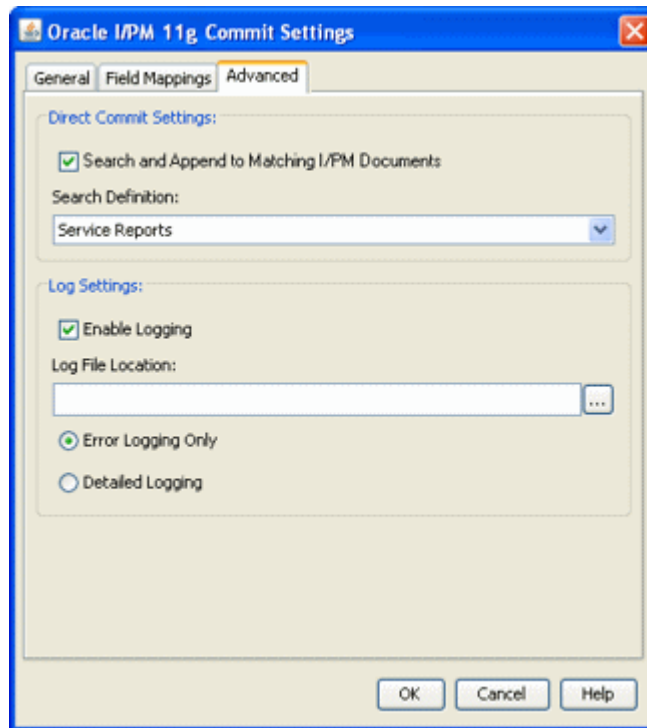 Oracle I/PM 11g Commit Settings
General Field Mappings Advanced
Direct Commit Settings:
Search and Append to Matching I/PM Documents
Search Definition:
Service Reports
Log Settings:
Enable Logging
Log File Location:
...
Error Logging Only
Detailed Logging
OK Cancel Help